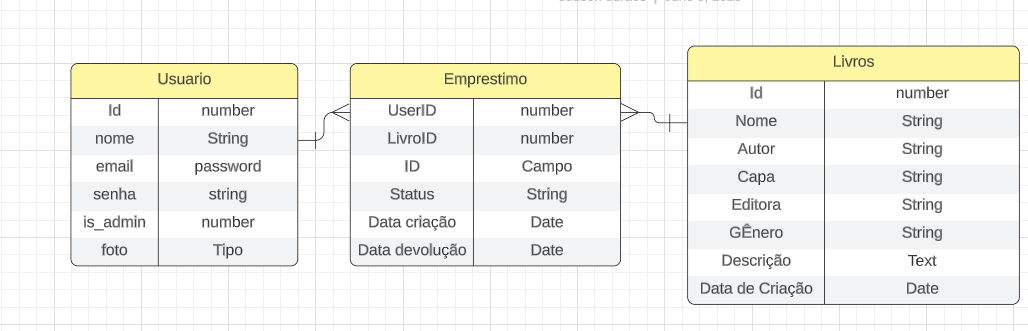 Usuario
Id number
nome String
email password
senha string
is_admin number
foto Tipo
Emprestimo
UserID number
LivroID number
ID Campo
Status String
Data criação Date
Data devolução Date
Livros
Id number
Nome String
Autor String
Capa String
Editora String
GÊnero String
Descrição Text
Data de Criação Date